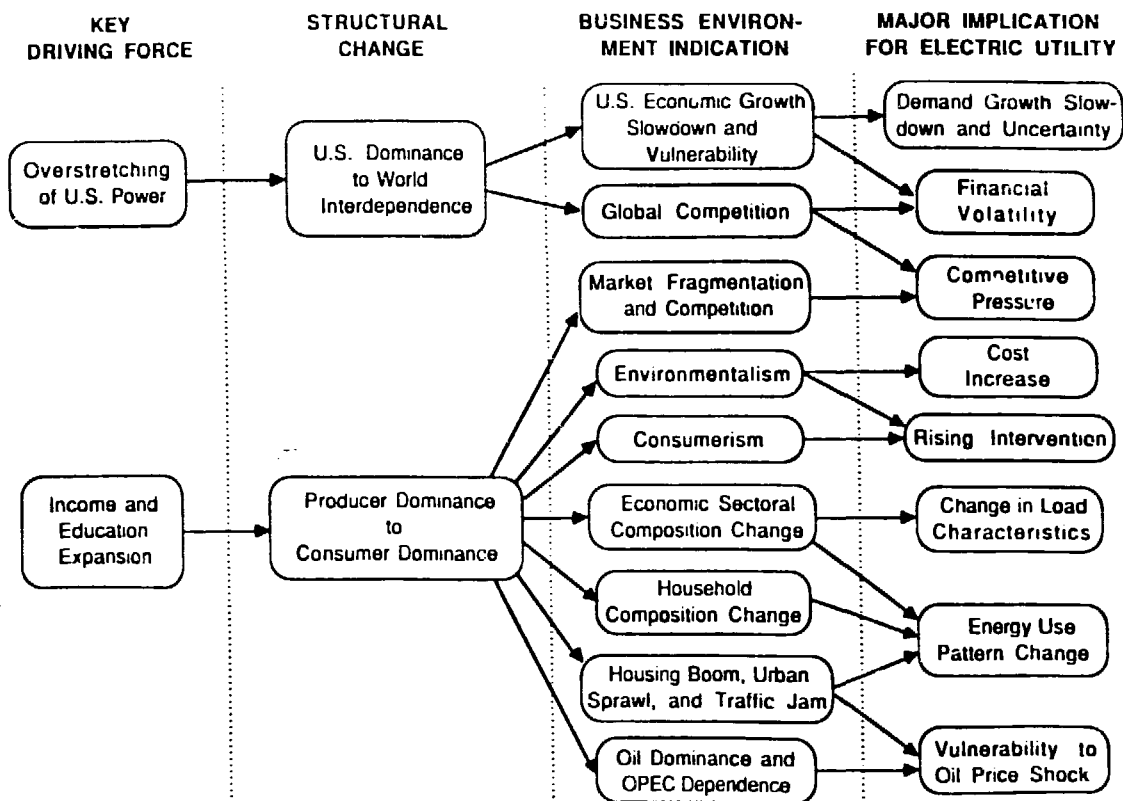 KEY
DRIVING FORCE
STRUCTURAL
CHANGE
BUSINESS ENVIRON-
MENT INDICATION
MAJOR IMPLICATION
FOR ELECTRIC UTILITY
Overstretching
of U.S. Power
U.S. Dominance
to World
Interdependence
U.S. Economic Growth
Slowdown and
Vulnerability
Global Competition
Demand Growth Slow-
down and Uncertainty
Financial
Volatility
Market Fragmentation
and Competition
Competitive
Pressure
Environmentalism
Cost
Increase
Consumerism
Rising Intervention
Income and
Education
Expansion
Producer Dominance
to
Consumer Dominance
Economic Sectoral
Composition Change
Change in Load
Characteristics
Household
Composition Change
Energy Use
Pattern Change
Housing Boom, Urban
Sprawl, and Traffic Jam
Oil Dominance and
OPEC Dependence
Vulnerability to
Oil Price Shock